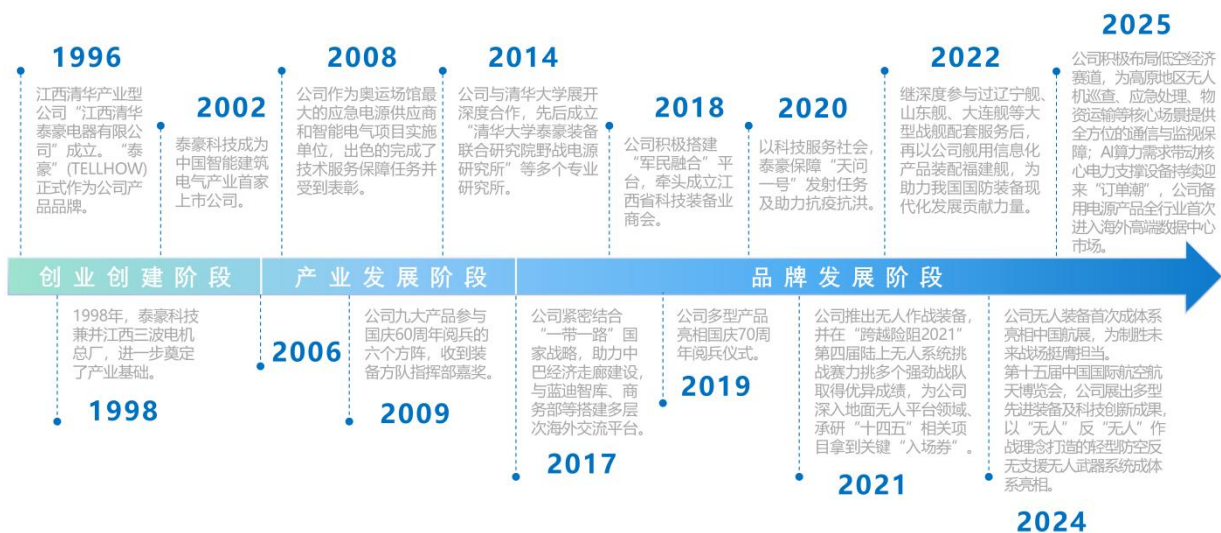 1996
江西清华产业型
公司“江西清华
泰豪电器有限公
司”成立。“泰
豪”(TELLHOW)
正式作为公司产
品品牌。
2002
泰豪科技成为
中国智能建筑
电气产业首家
上市公司。
2008
公司作为奥运场馆最
大的应急电源供应商
和智能电气项目实施
单位，出色的完成了
技术服务保障任务并
受到表彰。
2014
公司与清华大学展开
深度合作，先后成立
“清华大学泰豪装备
联合研究院野战电源
研究所”等多个专业
研究所。
2018
公司积极搭建
“军民融合”平
台，牵头成立江
西省科技装备业
商会。
2020
以科技服务社会，
泰豪保障“天问
一号”发射任务
及助力抗疫抗洪。
2022
继深度参与过辽宁舰、
山东舰、大连舰等大
型战舰配套服务后，
再以公司舰用信息化
产品装配福建舰，为
助力我国国防装备现
代化发展贡献力量。
2025
公司积极布局低空经济
赛道，为高原地区无人
机巡查、应急处理、物
资运输等核心场景提供
全方位的通信与监视保
障；AI算力需求带动核
心电力支撑设备持续迎
来“订单潮”，公司备
用电源产品全行业首次
进入海外高端数据中心
市场。
创业创建阶段
产业发展阶段
品牌发展阶段
1998年，泰豪科技
兼并江西三波电机
总厂，进一步奠定
了产业基础。
1998
2006
公司九大产品参与
国庆60周年阅兵的
六个方阵，收到装
备方队指挥部嘉奖。
2009
公司紧密结合
“一带一路”国
家战略，助力中
巴经济走廊建设，
与蓝迪智库、商
务部等搭建多层
次海外交流平台。
2017
公司多型产品
亮相国庆70周
年阅兵仪式。
2019
公司推出无人作战装备，
并在“跨越险阻2021”
第四届陆上无人系统挑
战赛力挑多个强劲战队
取得优异成绩，为公司
深入地面无人平台领域、
承研“十四五”相关项
目拿到关键“入场券”。
2021
公司无人装备首次成体系
亮相中国航展，为制胜未
来战场挺膺担当。
第十五届中国国际航空航
天博览会，公司展出多型
先进装备及科技创新成果，
以“无人”反“无人”作
战理念打造的轻型防空反
无支援无人武器系统成体
系亮相。
2024